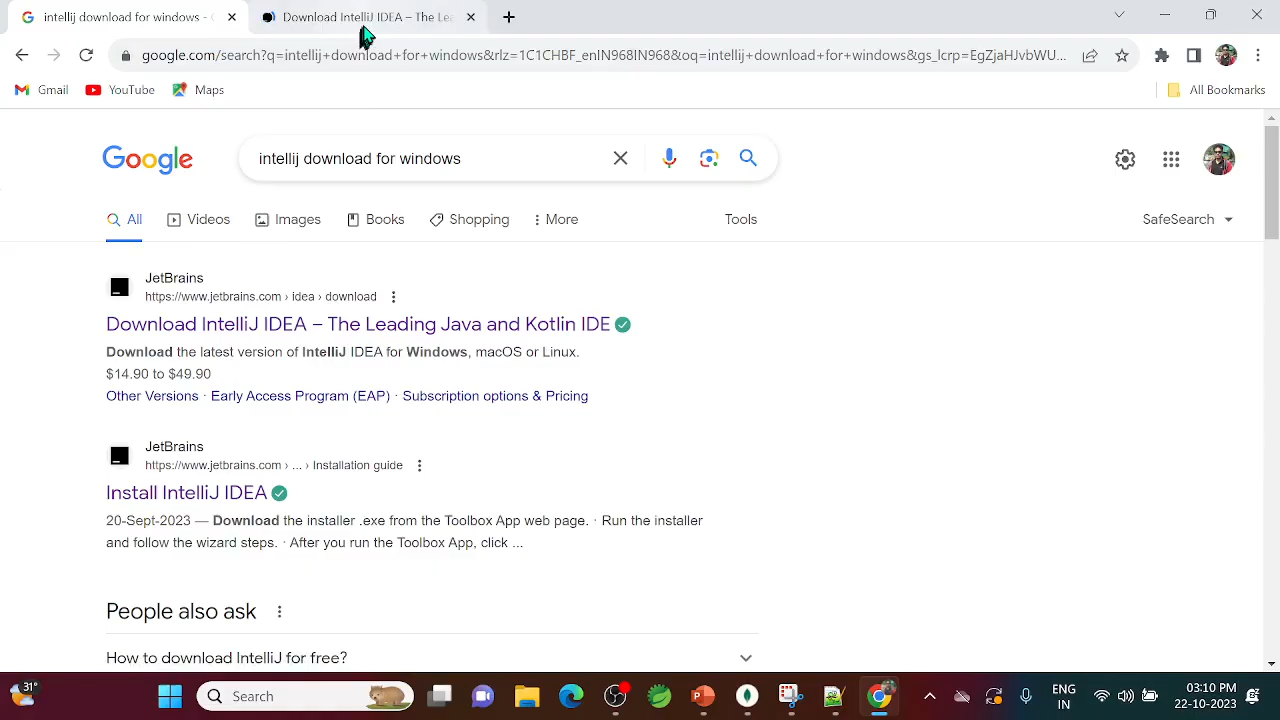 intellij download for windows - G
Download IntelliJ IDEA – The Lea
google.com/search?q=intellij+download+for+windows&rlz=1C1CHBF_enIN968IN968&oq=intellij+download+for+windows&gs_lcrp=EgZjaHJvbWU...
Gmail
YouTube
Maps
All Bookmarks
Google
intellij download for windows
All
Videos
Images
Books
Shopping
More
Tools
SafeSearch
JetBrains
https://www.jetbrains.com › idea › download
Download IntelliJ IDEA – The Leading Java and Kotlin IDE
Download the latest version of IntelliJ IDEA for Windows, macOS or Linux.
$14.90 to $49.90
Other Versions · Early Access Program (EAP) · Subscription options & Pricing
JetBrains
https://www.jetbrains.com › ... › Installation guide
Install IntelliJ IDEA
20-Sept-2023 — Download the installer .exe from the Toolbox App web page. · Run the installer
and follow the wizard steps. · After you run the Toolbox App, click ...
People also ask
How to download IntelliJ for free?
31°
Search
ENG
IN
03:10 PM
22-10-2023